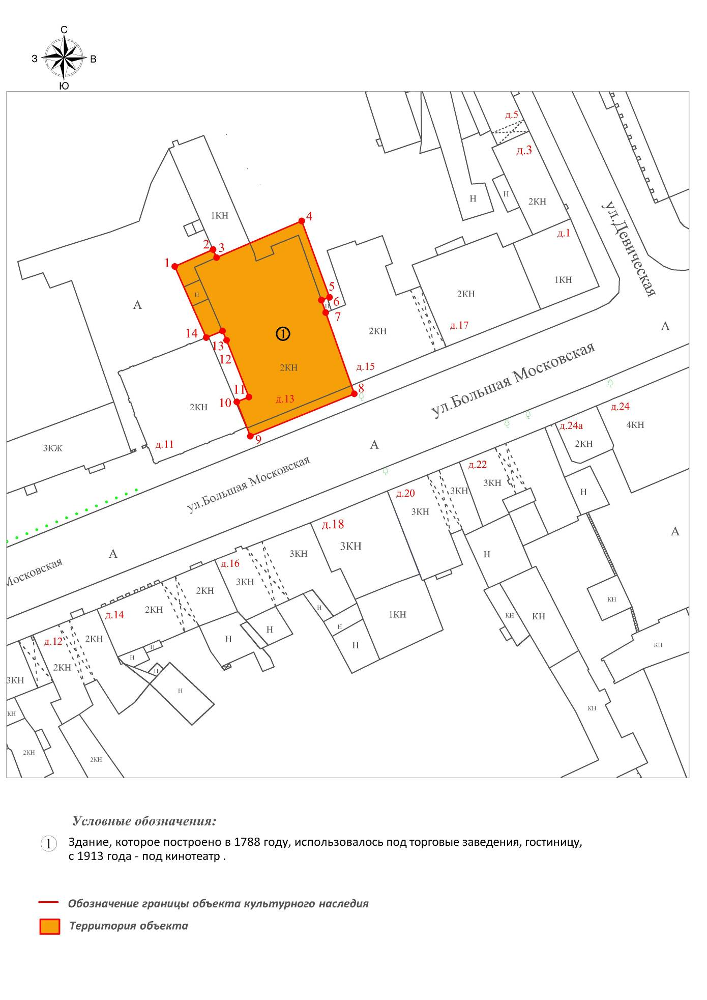 С
З
В
Ю
д.5
д.3
Н
Н
2КН
ул.Девическая
д.1
1КН
1КН
2КН
д.17
4
2
3
1
5
6
Н
7
Н
А
А
14
13
12
1
2КН
2КН
д.15
11
10
д.13
8
9
2КН
д.11
3КЖ
ул.Большая Московская
д.24
4КН
д.24а
2КН
А
ул.Большая Московская
д.22
3КН
3КН
Н
д.20
3КН
д.18
3КН
3КН
А
А
Московская
Н
д.16
3КН
2КН
2КН
д.14
1КН
КН
КН
КН
Н
Н
Н
Н
Н
2КН
д.12
2КН
3КН
Н
Н
Н
Н
КН
КН
КН
2КН
2КН
Условные обозначения:
1 Здание, которое построено в 1788 году, использовалось под торговые заведения, гостиницу,
с 1913 года - под кинотеатр .
Обозначение границы объекта культурного наследия
Территория объекта